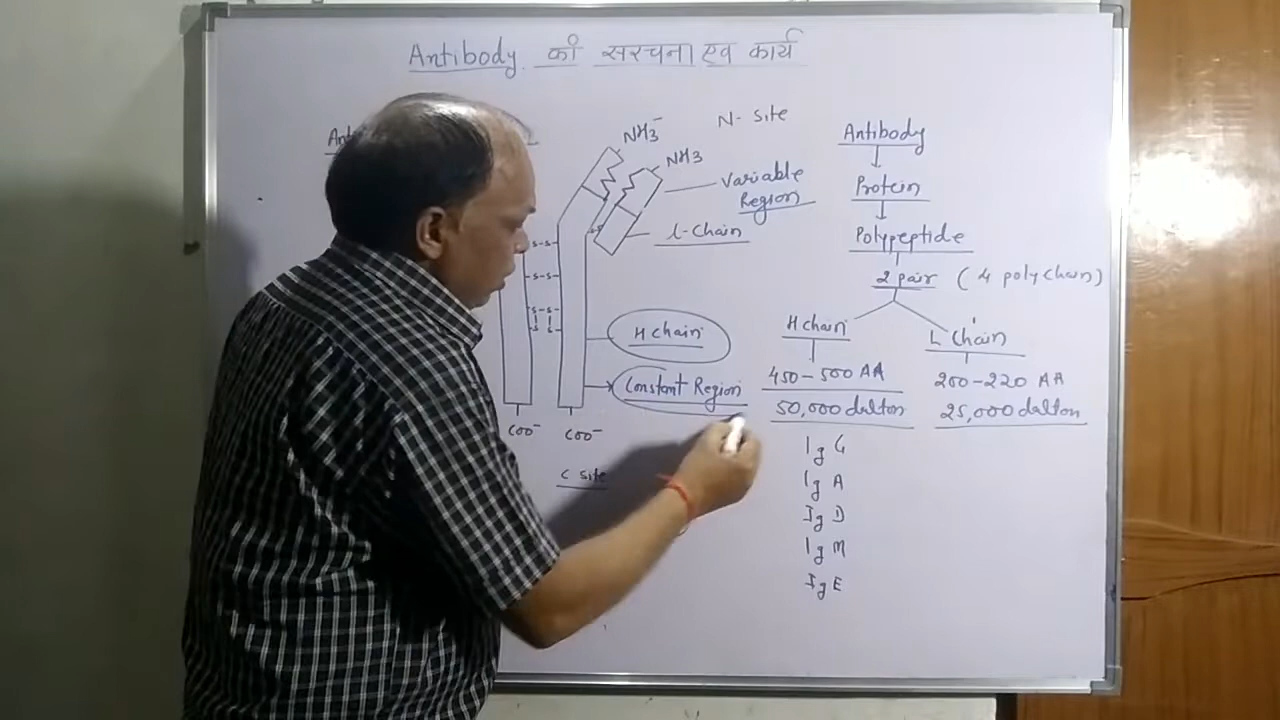 Antibody की संरचना एवं कार्य
NH3-
NH3
N- Site
Variable
Region
L-Chain
S-S
S-S
S-S
S S
H chain
Constant Region
COO-
COO-
C site
Antibody
Protein
Polypeptide
2 pair ( 4 poly chain)
H chain
L Chain
450-500 AA
200-220 AA
50,000 dalton
25,000 dalton
Ig G
Ig A
Ig D
Ig M
Ig E